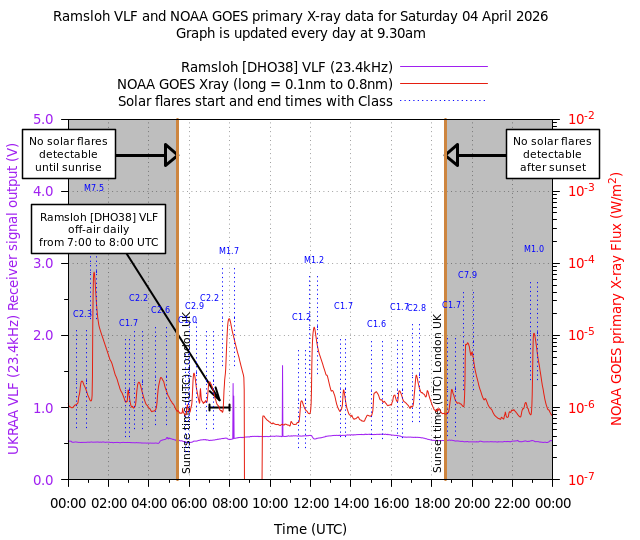 Ramsloh VLF and NOAA GOES primary X-ray data for Saturday 04 April 2026
Graph is updated every day at 9.30am
Ramsloh [DHO38] VLF (23.4kHz)
NOAA GOES Xray (long = 0.1nm to 0.8nm)
Solar flares start and end times with Class
5.0
4.0
3.0
2.0
1.0
0.0
UKRAA VLF (23.4kHz) Receiver signal output (V)
10⁻²
10⁻³
10⁻⁴
10⁻⁵
10⁻⁶
10⁻⁷
NOAA GOES primary X-ray Flux (W/m²)
No solar flares
detectable
until sunrise
No solar flares
detectable
after sunset
Ramsloh [DHO38] VLF
off-air daily
from 7:00 to 8:00 UTC
M7.5
C2.3
C1.7
C2.2
C2.6
C2.9
C2.2
M1.7
C1.2
M1.2
C1.7
C1.6
C1.7
C2.8
C1.7
C7.9
M1.0
Sunrise time (UTC) London UK
Sunset time (UTC) London UK
00:00 02:00 04:00 06:00 08:00 10:00 12:00 14:00 16:00 18:00 20:00 22:00 00:00
Time (UTC)